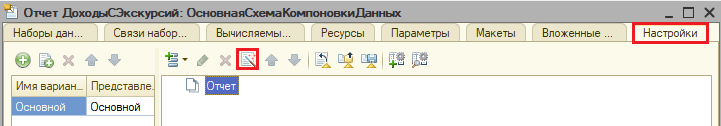 Отчет ДоходыСЭкскурсий: ОсновнаяСхемаКомпоновкиДанных
Наборы дан... Связи набор... Вычисляемы... Ресурсы Параметры Макеты Вложенные ... Настройки
Имя вариан... Представле...
Основной Основной
Отчет